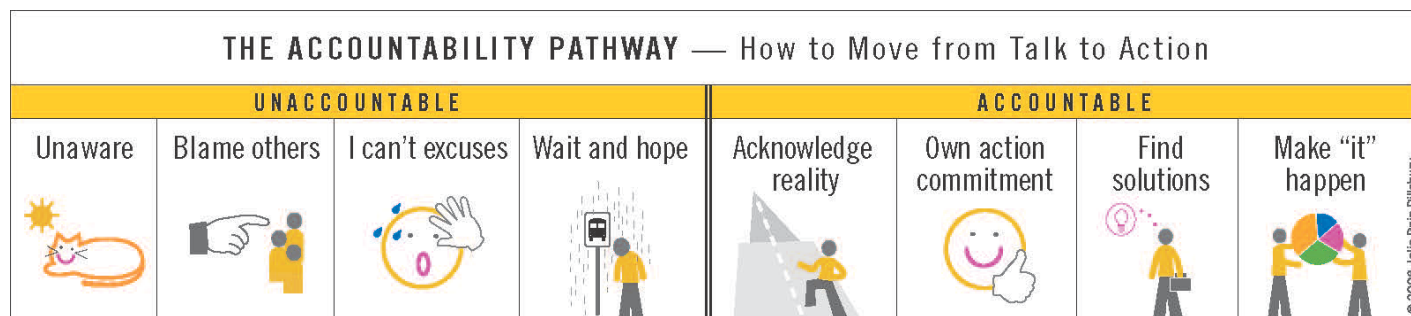 THE ACCOUNTABILITY PATHWAY — How to Move from Talk to Action
UNACCOUNTABLE
ACCOUNTABLE
Unaware
Blame others
I can't excuses
Wait and hope
Acknowledge
reality
Own action
commitment
Find
solutions
Make “it”
happen